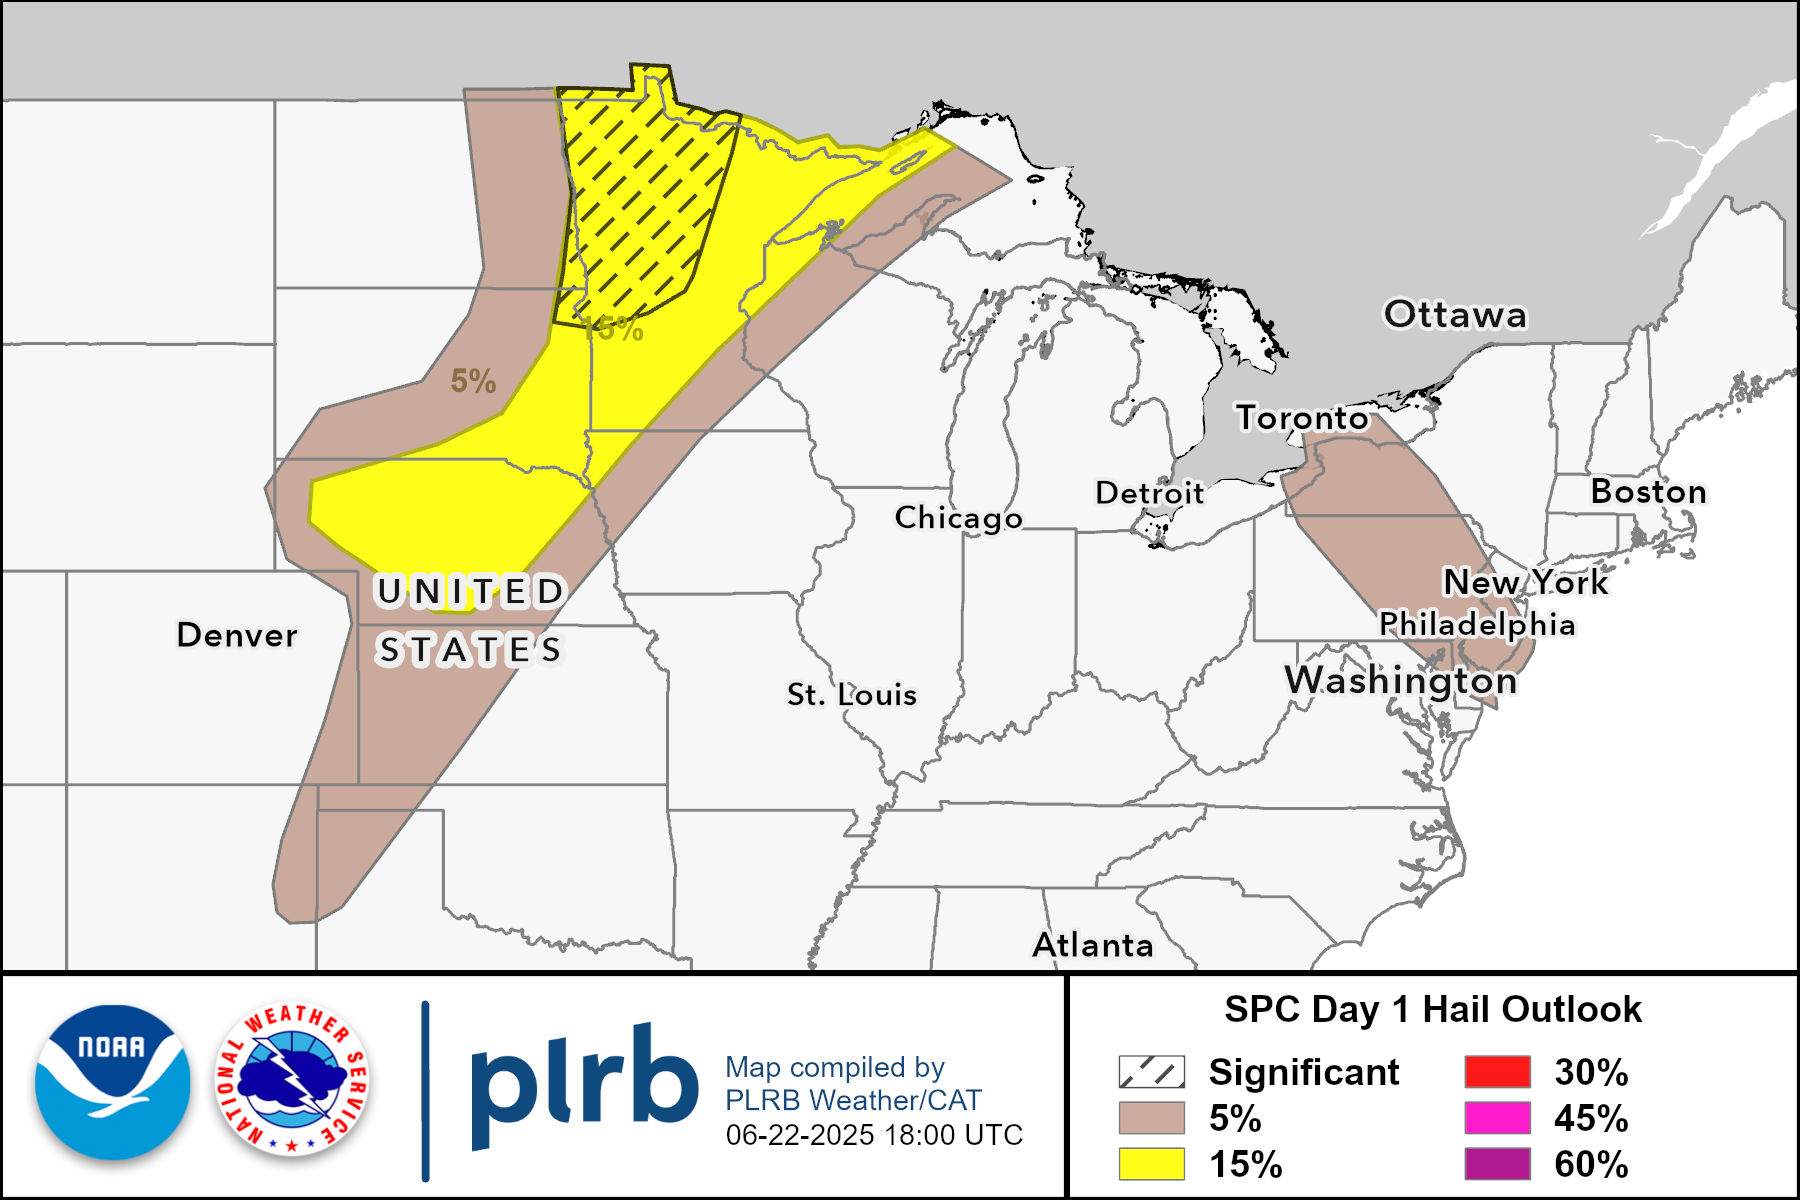 15%
5%
Ottawa
Toronto
Detroit
Boston
Chicago
New York
UNITED
STATES
Denver
Philadelphia
Washington
St. Louis
Atlanta
NOAA
NATIONAL WEATHER SERVICE
plrb
Map compiled by
PLRB Weather/CAT
06-22-2025 18:00 UTC
SPC Day 1 Hail Outlook
Significant
5%
15%
30%
45%
60%